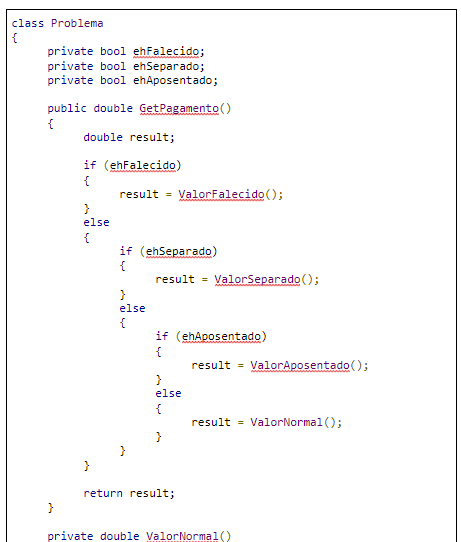 class Problema
{
private bool ehFalecido;
private bool ehSeparado;
private bool ehAposentado;
public double GetPagamento()
{
double result;
if (ehFalecido)
{
result = ValorFalecido();
}
else
{
if (ehSeparado)
{
result = ValorSeparado();
}
else
{
if (ehAposentado)
{
result = ValorAposentado();
}
else
{
result = ValorNormal();
}
}
}
return result;
}
private double ValorNormal()